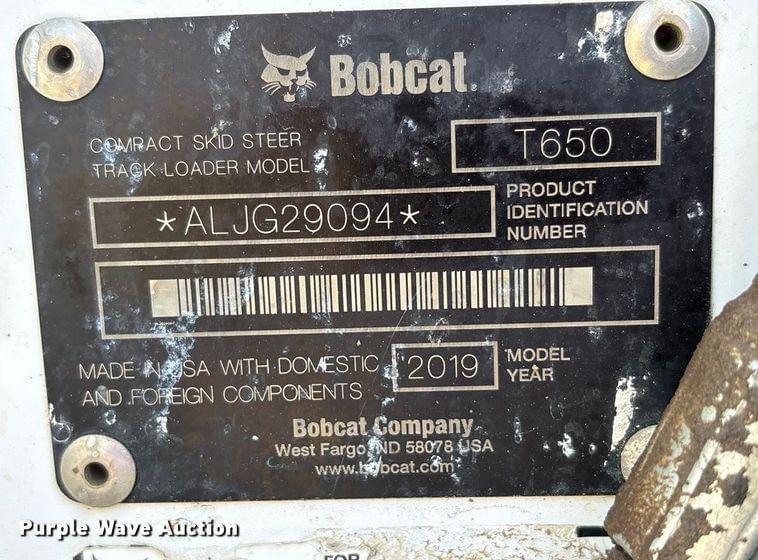 Bobcat
COMPACT SKID STEER
TRACK LOADER MODEL
T650
*ALJG29094*
PRODUCT
IDENTIFICATION
NUMBER
MADE IN USA WITH DOMESTIC
AND FOREIGN COMPONENTS
2019
MODEL
YEAR
Bobcat Company
West Fargo, ND 58078 USA
www.bobcat.com
Purple Wave Auction
FOR